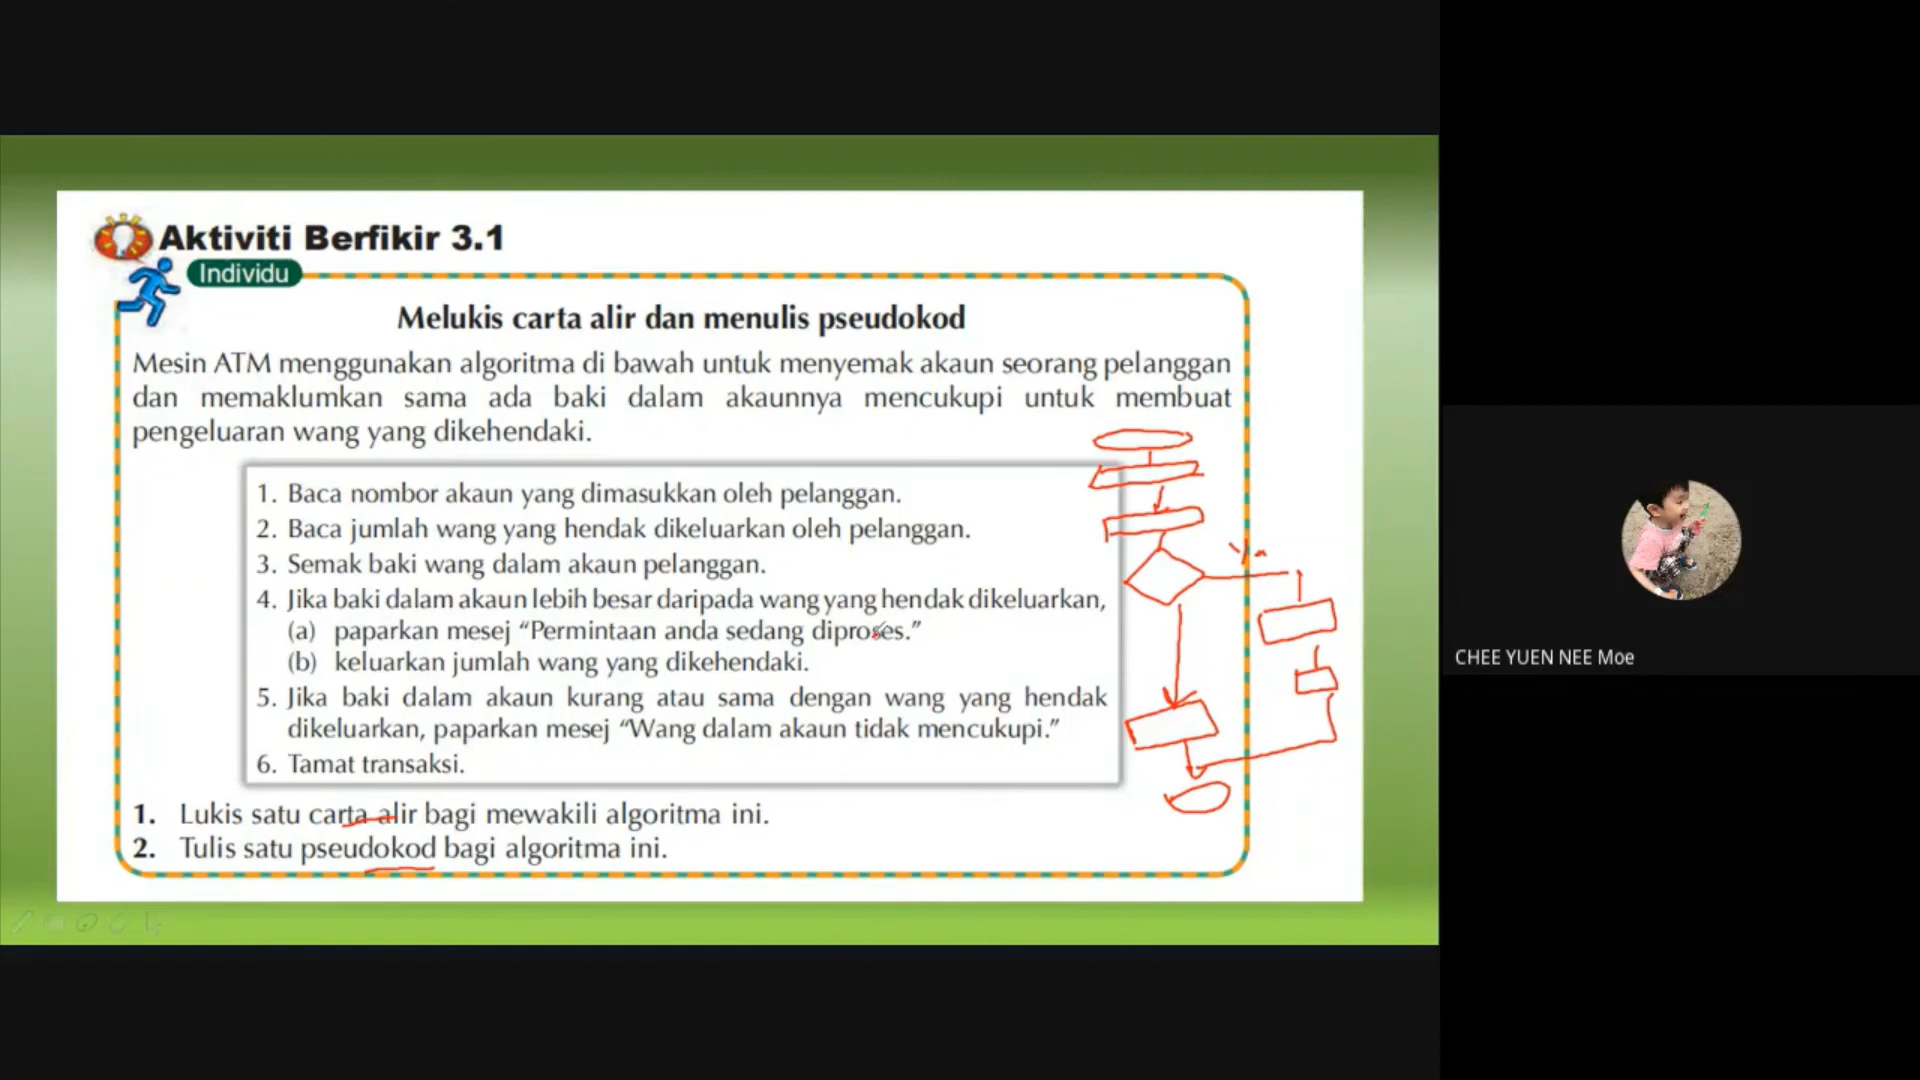 Aktiviti Berfikir 3.1
Individu
Melukis carta alir dan menulis pseudokod
Mesin ATM menggunakan algoritma di bawah untuk menyemak akaun seorang pelanggan
dan memaklumkan sama ada baki dalam akaunnya mencukupi untuk membuat
pengeluaran wang yang dikehendaki.
1. Baca nombor akaun yang dimasukkan oleh pelanggan.
2. Baca jumlah wang yang hendak dikeluarkan oleh pelanggan.
3. Semak baki wang dalam akaun pelanggan.
4. Jika baki dalam akaun lebih besar daripada wang yang hendak dikeluarkan,
(a) paparkan mesej “Permintaan anda sedang diproses.”
(b) keluarkan jumlah wang yang dikehendaki.
5. Jika baki dalam akaun kurang atau sama dengan wang yang hendak
dikeluarkan, paparkan mesej “Wang dalam akaun tidak mencukupi.”
6. Tamat transaksi.
Ya
1. Lukis satu carta alir bagi mewakili algoritma ini.
2. Tulis satu pseudokod bagi algoritma ini.
CHEE YUEN NEE Moe